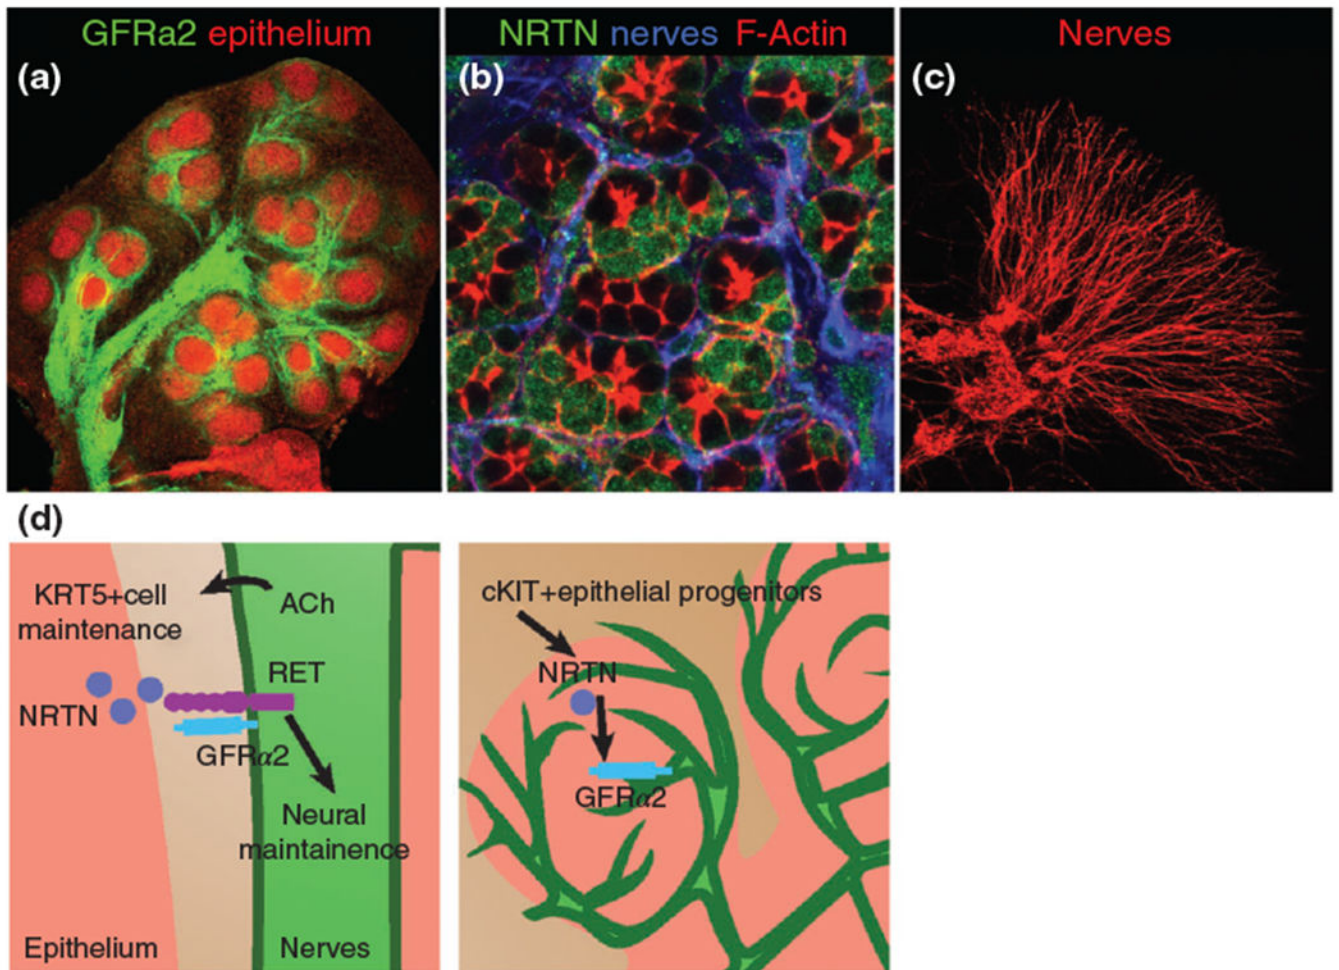 GFRa2 epithelium
NRTN nerves F-Actin
Nerves
(a)
(b)
(c)
(d)
KRT5+cell
maintenance
ACh
RET
NRTN
GFRα2
Neural
maintainence
Epithelium
Nerves
cKIT+epithelial progenitors
NRTN
GFRα2